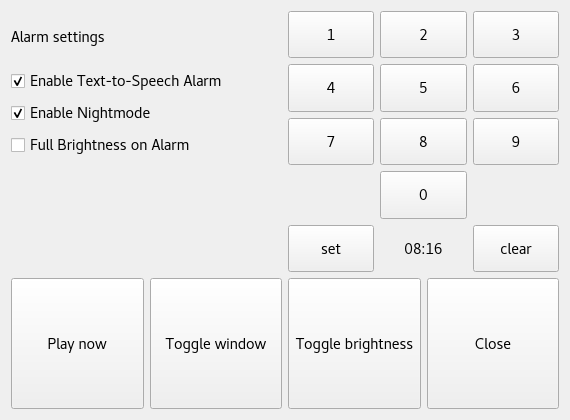 Alarm settings
Enable Text-to-Speech Alarm
Enable Nightmode
Full Brightness on Alarm
1 2 3
4 5 6
7 8 9
0
set 08:16 clear
Play now Toggle window Toggle brightness Close